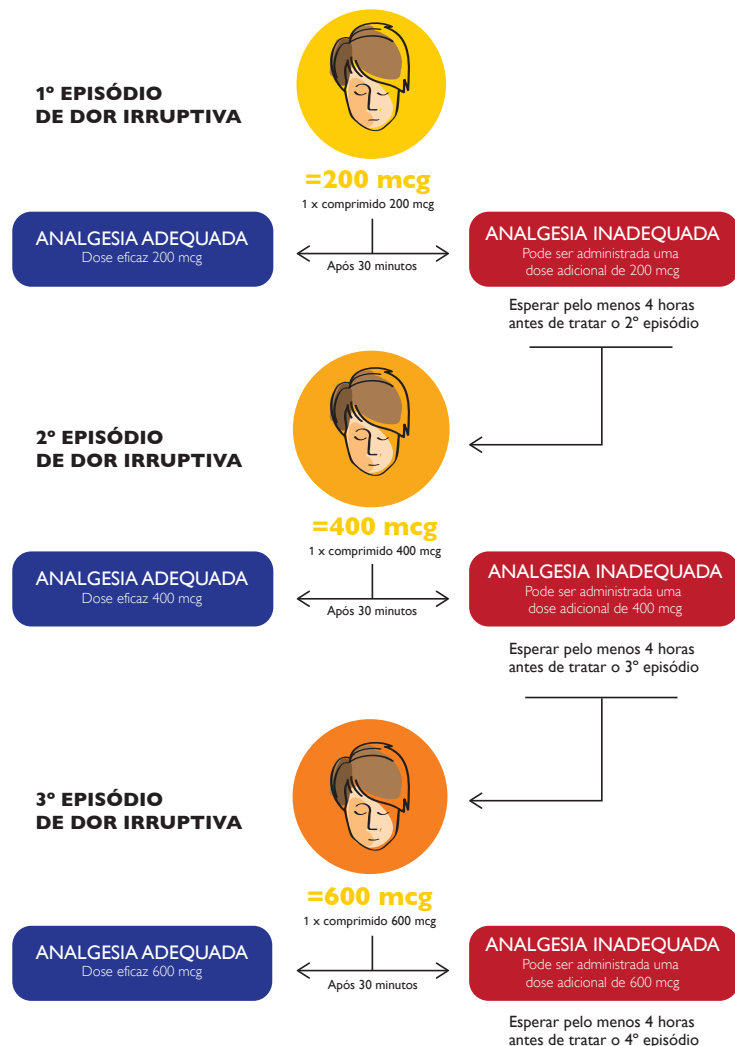 1º EPISÓDIO
DE DOR IRRUPTIVA
=200 mcg
1 x comprimido 200 mcg
ANALGESIA ADEQUADA
Dose eficaz 200 mcg
Após 30 minutos
ANALGESIA INADEQUADA
Pode ser administrada uma
dose adicional de 200 mcg
Esperar pelo menos 4 horas
antes de tratar o 2º episódio
2º EPISÓDIO
DE DOR IRRUPTIVA
=400 mcg
1 x comprimido 400 mcg
ANALGESIA ADEQUADA
Dose eficaz 400 mcg
Após 30 minutos
ANALGESIA INADEQUADA
Pode ser administrada uma
dose adicional de 400 mcg
Esperar pelo menos 4 horas
antes de tratar o 3º episódio
3º EPISÓDIO
DE DOR IRRUPTIVA
=600 mcg
1 x comprimido 600 mcg
ANALGESIA ADEQUADA
Dose eficaz 600 mcg
Após 30 minutos
ANALGESIA INADEQUADA
Pode ser administrada uma
dose adicional de 600 mcg
Esperar pelo menos 4 horas
antes de tratar o 4º episódio